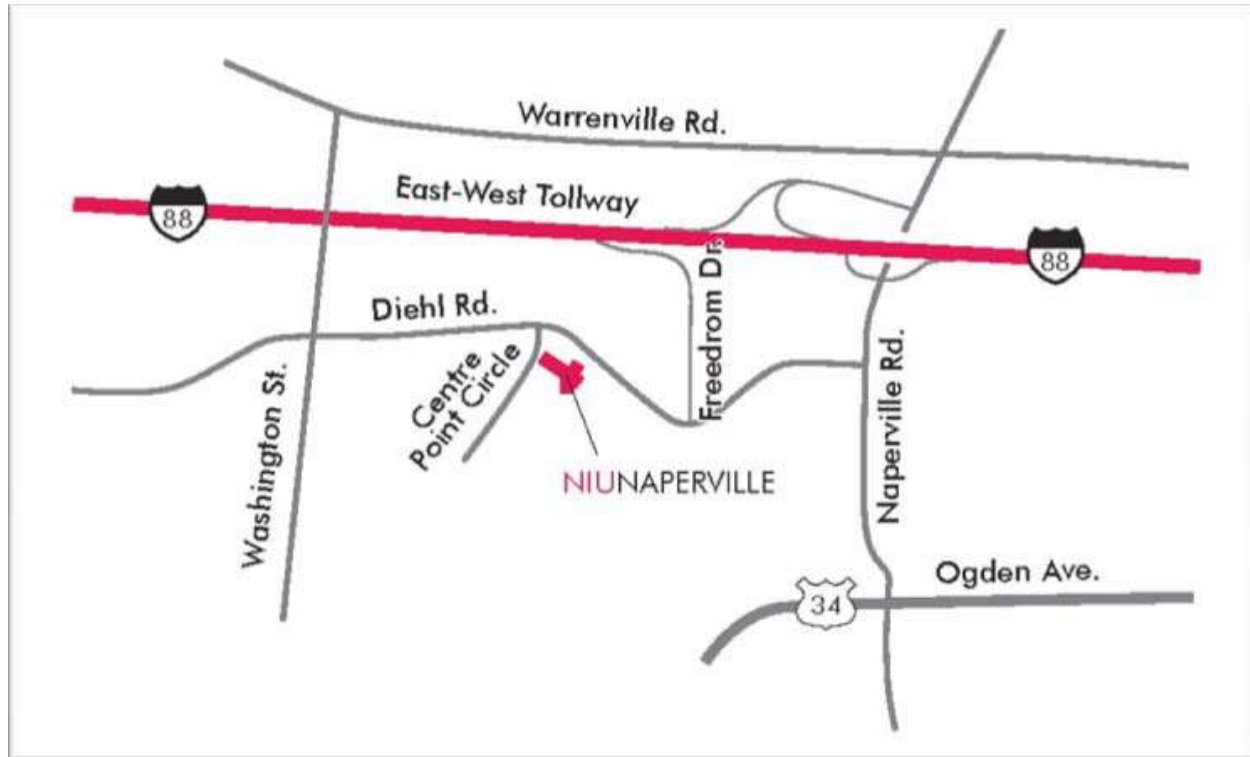 Warrenville Rd.
East-West Tollway
88
88
Diehl Rd.
Freedrom Dr.
Centre
Point Circle
Naperville Rd.
Washington St.
NIUNAPERVILLE
Ogden Ave.
34